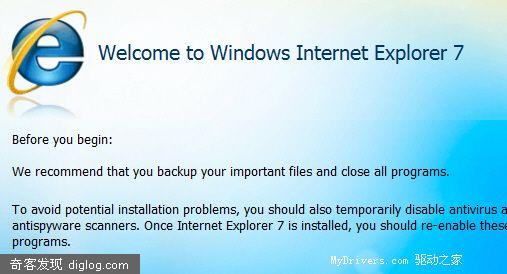 Welcome to Windows Internet Explorer 7
Before you begin:
We recommend that you backup your important files and close all programs.
To avoid potential installation problems, you should also temporarily disable antivirus a
antispyware scanners. Once Internet Explorer 7 is installed, you should re-enable these
programs.
MyDrivers.com 驱动之家
奇客发现 diglog.com